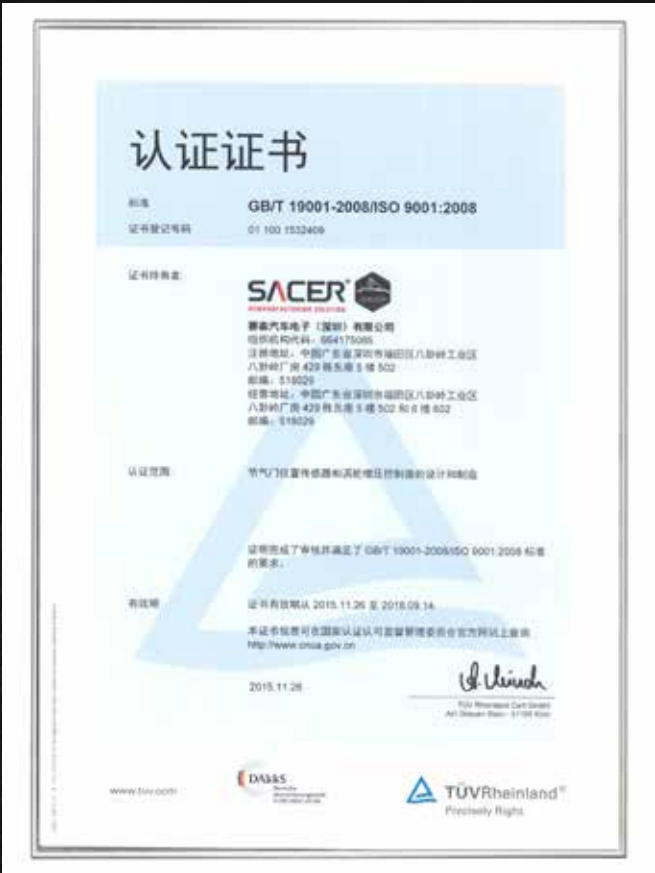 认证证书
标准
GB/T 19001-2008/ISO 9001:2008
证书登记号码
01 100 1532409
证书持有者:
SACER
赛森汽车电子(深圳)有限公司
组织机构代码:
注册地址:中国广东省深圳市福田区八卦岭工业区
八卦岭厂房 429 栋东座 5 楼 502
邮编:518029
经营地址:中国广东省深圳市福田区八卦岭工业区
八卦岭厂房 429 栋东座 5 楼 502 和 6 楼 602
邮编:518029
认证范围:
节气门位置传感器和涡轮增压控制器的设计和制造
证明完成了审核并满足了 GB/T 19001-2008/ISO 9001:2008 标准
的要求。
有效期:
证书有效期从 2015.11.26 至 2018.09.14
本证书信息可在国家认证认可监督管理委员会官方网站上查询
http://www.cnca.gov.cn
2015.11.26
TÜV Rheinland Cert GmbH
Am Grauen Stein · 51105 Köln
www.tuv.com
DAkkS
Deutsche
Akkreditierungsstelle
TÜVRheinland®
Precisely Right.